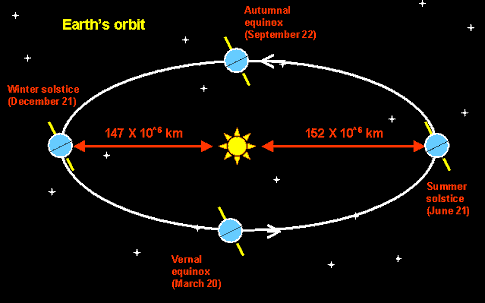 Earth's orbit
Autumnal
equinox
(September 22)
Winter solstice
(December 21)
147 X 10^6 km
152 X 10^6 km
Summer
solstice
(June 21)
Vernal
equinox
(March 20)